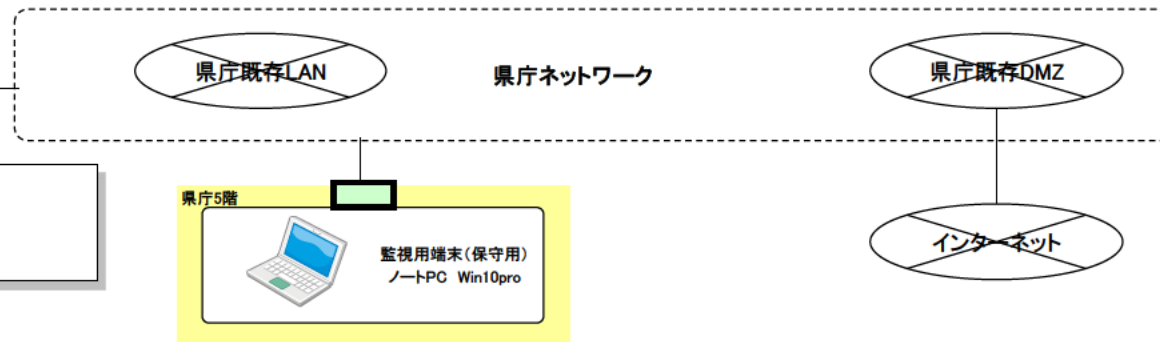 県庁既存LAN
県庁ネットワーク
県庁既存DMZ
県庁5階
監視用端末(保守用)
ノートPC Win10pro
インターネット